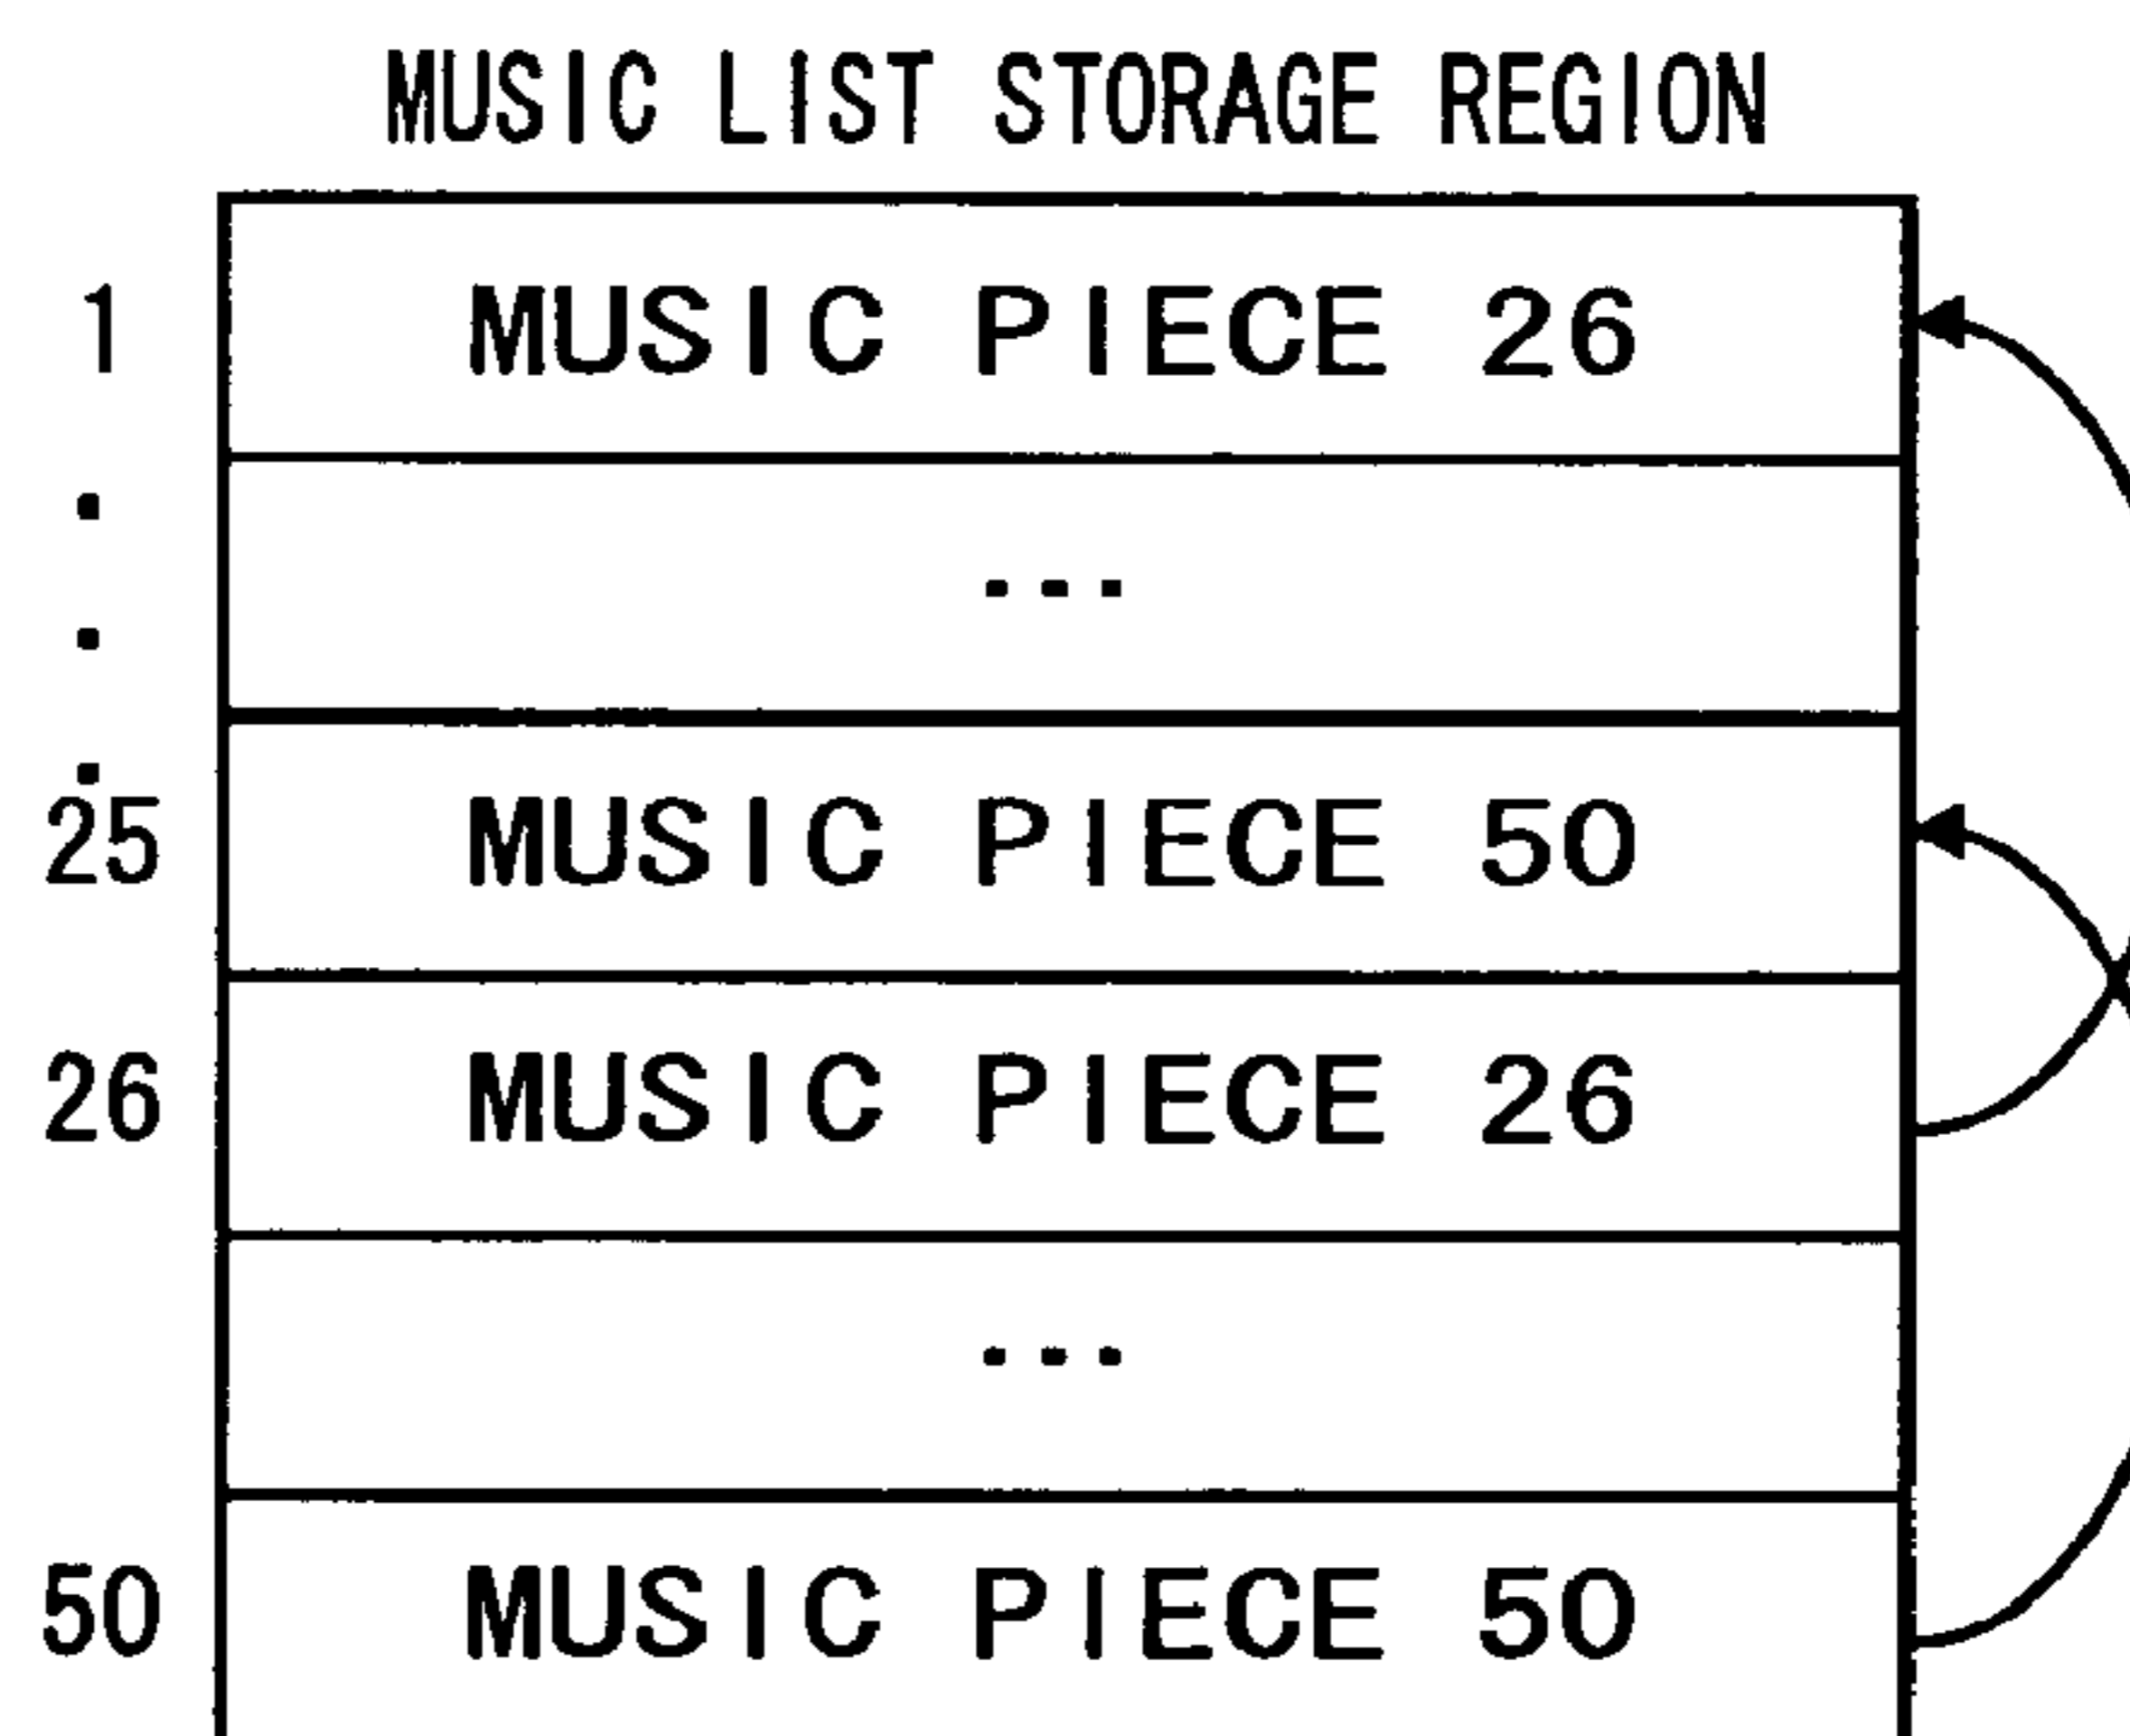 MUSIC LIST STORAGE REGION
1 MUSIC PIECE 26
...
25 MUSIC PIECE 50
26 MUSIC PIECE 26
...
50 MUSIC PIECE 50